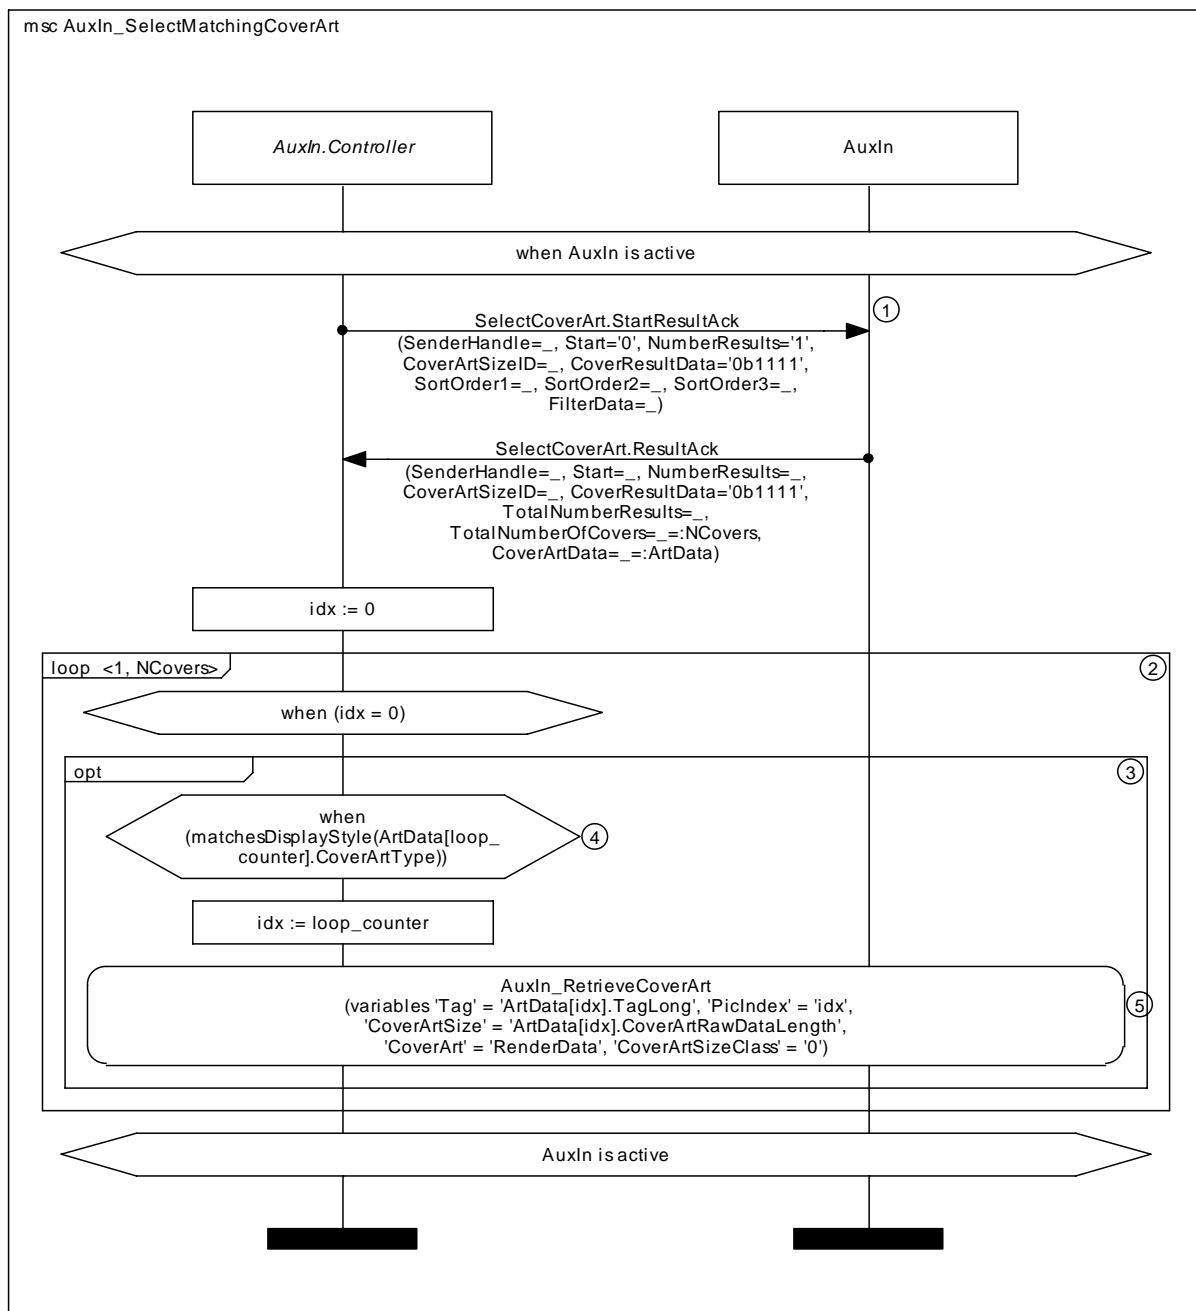 msc AuxIn_SelectMatchingCoverArt
AuxIn.Controller
AuxIn
when AuxIn is active
1
SelectCoverArt.StartResultAck
(SenderHandle=_, Start='0', NumberResults='1',
CoverArtSizeID=_, CoverResultData='0b1111',
SortOrder1=_, SortOrder2=_, SortOrder3=_,
FilterData=_)
SelectCoverArt.ResultAck
(SenderHandle=_, Start=_, NumberResults=_,
CoverArtSizeID=_, CoverResultData='0b1111',
TotalNumberResults=_,
TotalNumberOfCovers=_=:NCovers,
CoverArtData=_=:ArtData)
idx := 0
loop <1, NCovers>
2
when (idx = 0)
opt
3
when
(matchesDisplayStyle(ArtData[loop_
counter].CoverArtType))
4
idx := loop_counter
AuxIn_RetrieveCoverArt
(variables 'Tag' = 'ArtData[idx].TagLong', 'PicIndex' = 'idx',
'CoverArtSize' = 'ArtData[idx].CoverArtRawDataLength',
'CoverArt' = 'RenderData', 'CoverArtSizeClass' = '0')
5
AuxIn is active